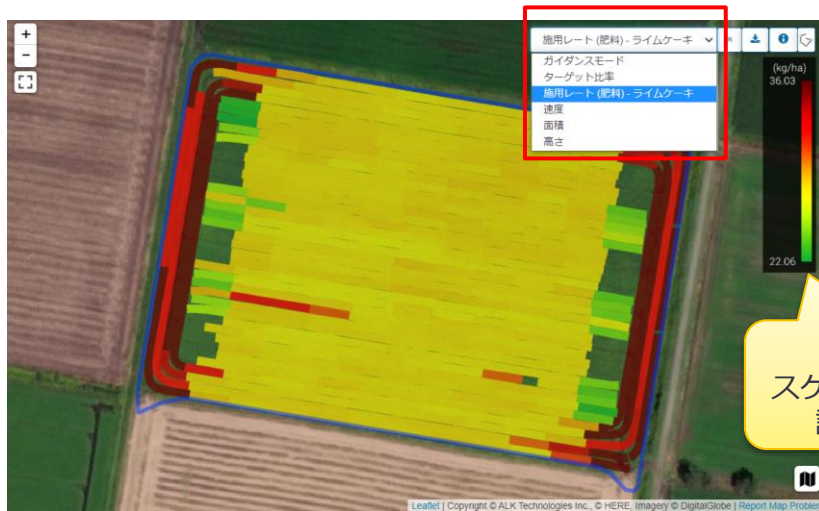 +
−
施用レート (肥料) - ライムケーキ
ガイダンスモード
ターゲット比率
施用レート (肥料) - ライムケーキ
速度
面積
高さ
(kg/ha)
36.03
22.06
スケ
Leaflet | Copyright © ALK Technologies Inc., © HERE, Imagery © DigitalGlobe | Report Map Problem